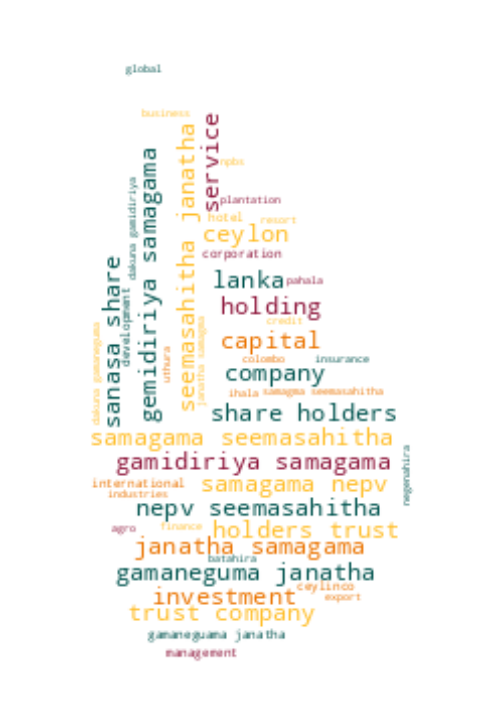 global
business
service
seemasahitha janatha
gemidiriya samagama
npbs
dakuna gamidiriya
plantation
hotel
resort
ceylon
corporation
sanasa share
lanka
pahala
development
holding
credit
janatha samagma
dakuna gamaneguma
capital
uthura
colombo
insurance
company
ihala
samagma seemasahitha
share holders
samagama seemasahitha
negenahira
gamidiriya samagama
international
samagama nepv
industries
nepv seemasahitha
agro
finance
holders trust
janatha samagama
batahira
gamaneguma janatha
ceylinco
investment
export
trust company
gamaneguama janatha
management